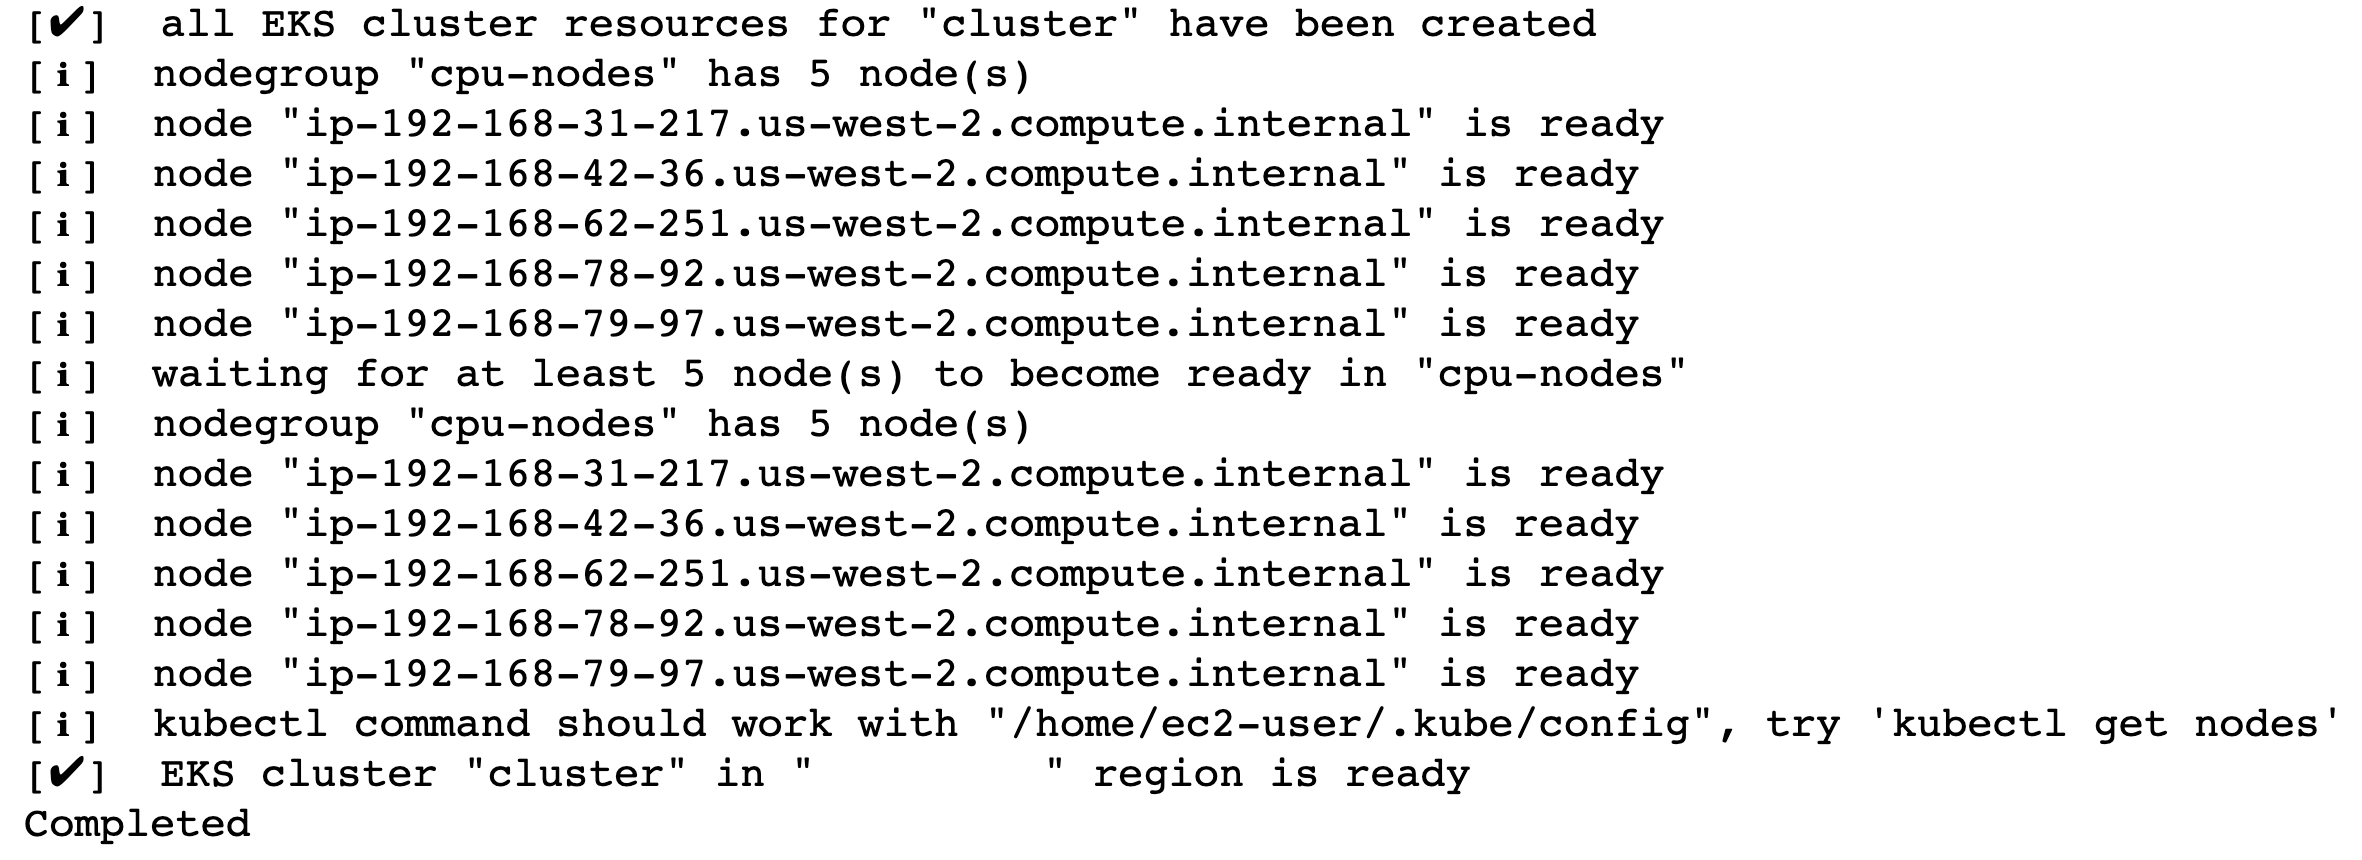 [✔]  all EKS cluster resources for "cluster" have been created
[ℹ]  nodegroup "cpu-nodes" has 5 node(s)
[ℹ]  node "ip-192-168-31-217.us-west-2.compute.internal" is ready
[ℹ]  node "ip-192-168-42-36.us-west-2.compute.internal" is ready
[ℹ]  node "ip-192-168-62-251.us-west-2.compute.internal" is ready
[ℹ]  node "ip-192-168-78-92.us-west-2.compute.internal" is ready
[ℹ]  node "ip-192-168-79-97.us-west-2.compute.internal" is ready
[ℹ]  waiting for at least 5 node(s) to become ready in "cpu-nodes"
[ℹ]  nodegroup "cpu-nodes" has 5 node(s)
[ℹ]  node "ip-192-168-31-217.us-west-2.compute.internal" is ready
[ℹ]  node "ip-192-168-42-36.us-west-2.compute.internal" is ready
[ℹ]  node "ip-192-168-62-251.us-west-2.compute.internal" is ready
[ℹ]  node "ip-192-168-78-92.us-west-2.compute.internal" is ready
[ℹ]  node "ip-192-168-79-97.us-west-2.compute.internal" is ready
[ℹ]  kubectl command should work with "/home/ec2-user/.kube/config", try 'kubectl get nodes'
[✔]  EKS cluster "cluster" in "          " region is ready
Completed